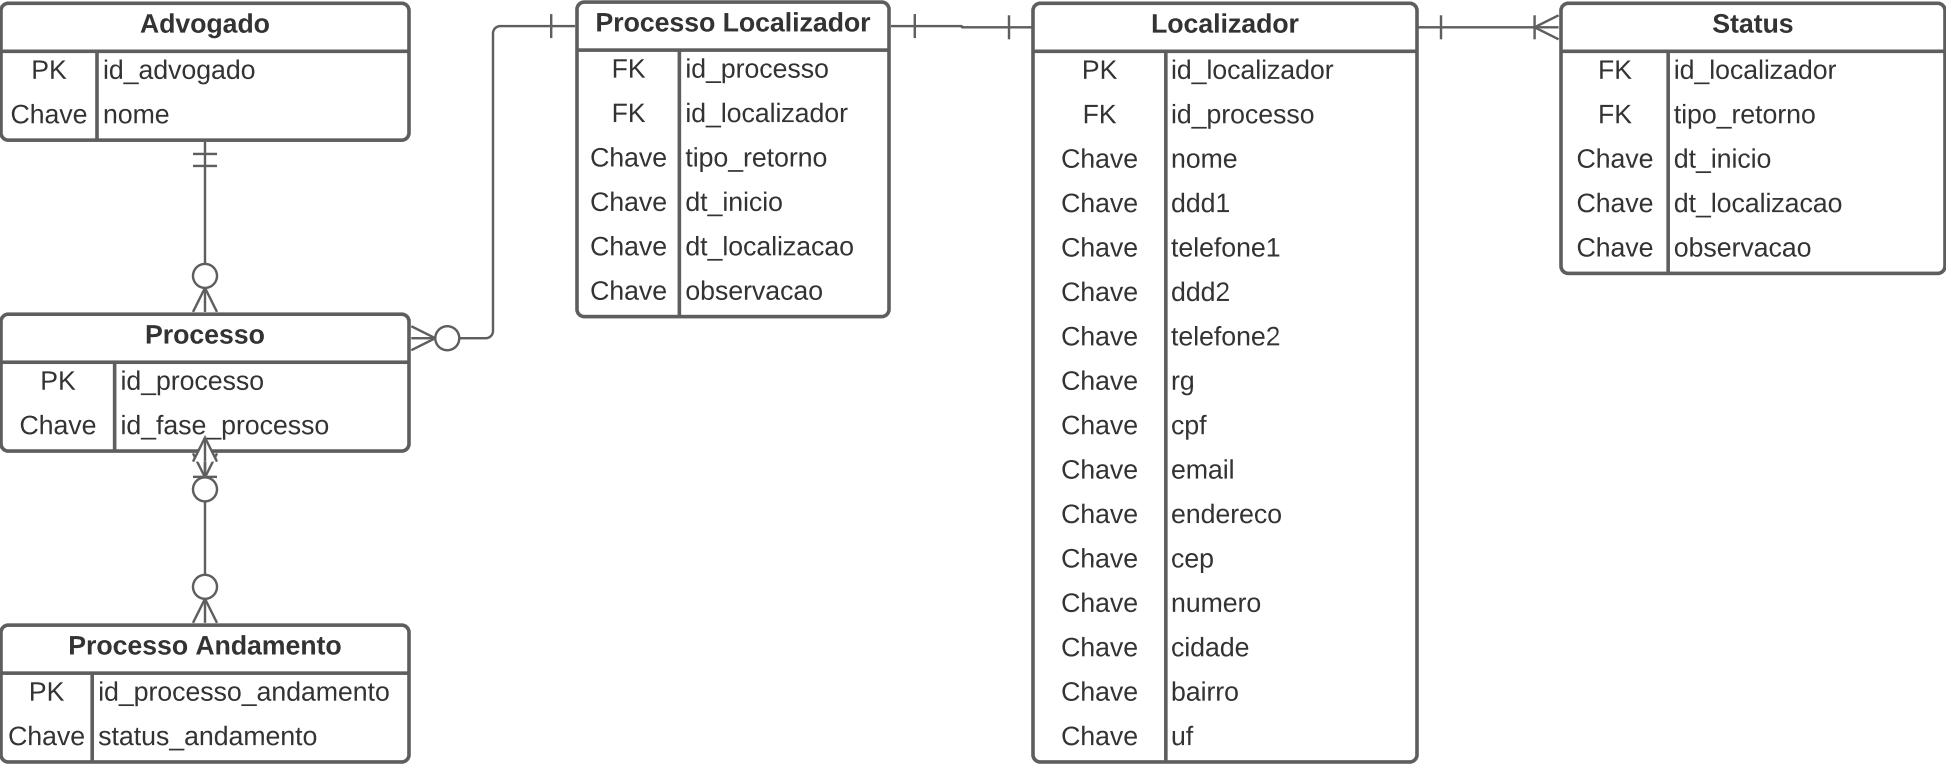 Advogado
PK id_advogado
Chave nome
Processo
PK id_processo
Chave id_fase_processo
Processo Andamento
PK id_processo_andamento
Chave status_andamento
Processo Localizador
FK id_processo
FK id_localizador
Chave tipo_retorno
Chave dt_inicio
Chave dt_localizacao
Chave observacao
Localizador
PK id_localizador
FK id_processo
Chave nome
Chave ddd1
Chave telefone1
Chave ddd2
Chave telefone2
Chave rg
Chave cpf
Chave email
Chave endereco
Chave cep
Chave numero
Chave cidade
Chave bairro
Chave uf
Status
FK id_localizador
FK tipo_retorno
Chave dt_inicio
Chave dt_localizacao
Chave observacao